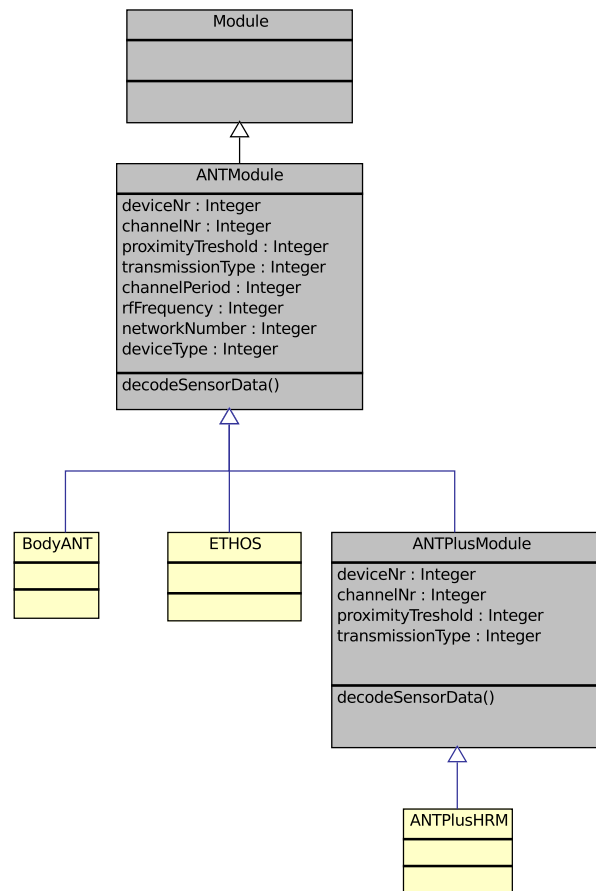 Module
ANTModule
deviceNr : Integer
channelNr : Integer
proximityTreshold : Integer
transmissionType : Integer
channelPeriod : Integer
rfFrequency : Integer
networkNumber : Integer
deviceType : Integer
decodeSensorData()
BodyANT
ETHOS
ANTPlusModule
deviceNr : Integer
channelNr : Integer
proximityTreshold : Integer
transmissionType : Integer
decodeSensorData()
ANTPlusHRM